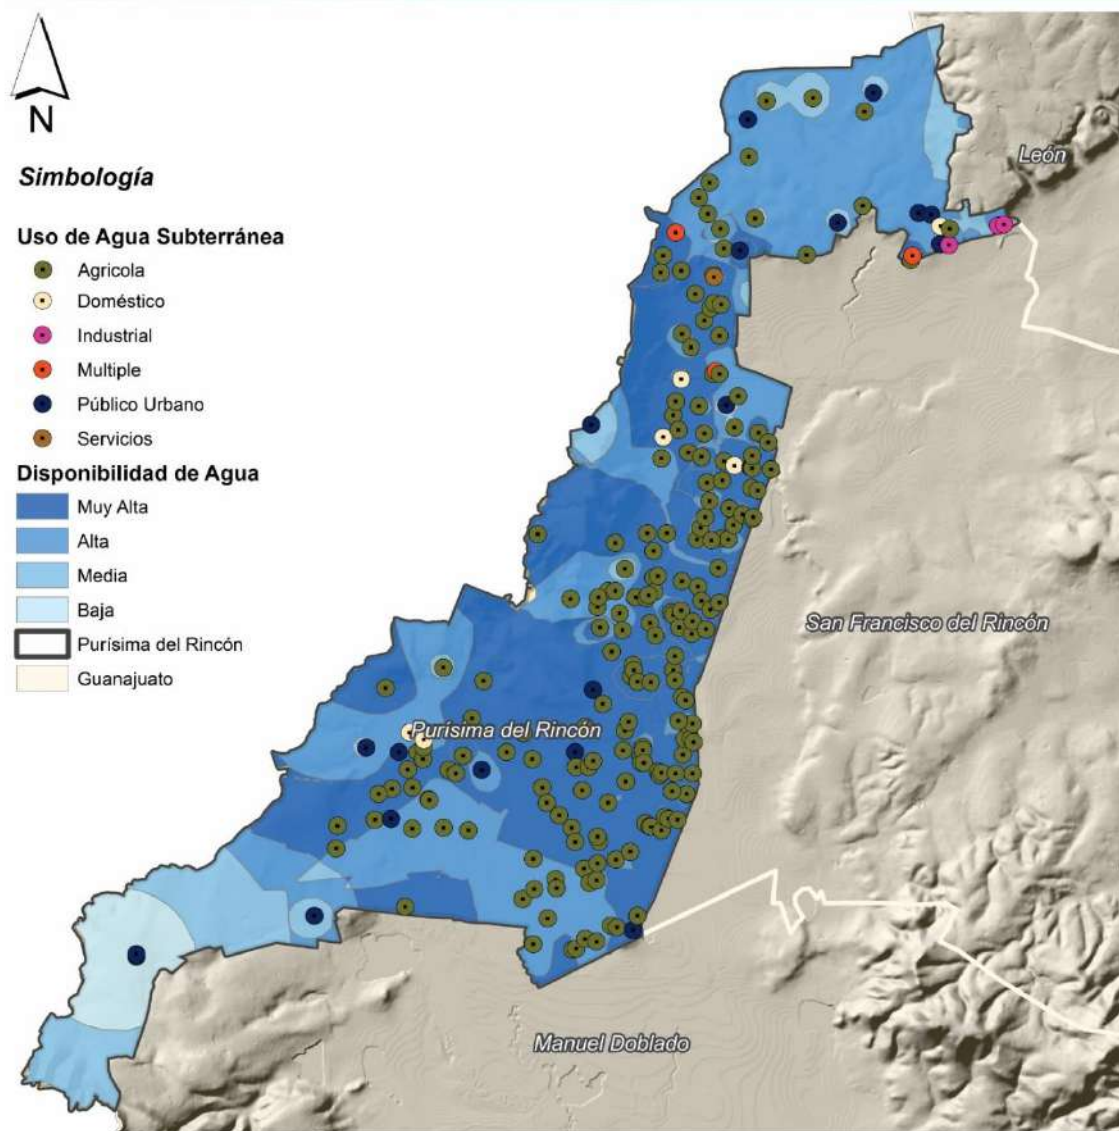 N
Simbología
Uso de Agua Subterránea
Agricola
Doméstico
Industrial
Multiple
Público Urbano
Servicios
Disponibilidad de Agua
Muy Alta
Alta
Media
Baja
Purísima del Rincón
Guanajuato
León
San Francisco del Rincón
Purísima del Rincón
Manuel Doblado